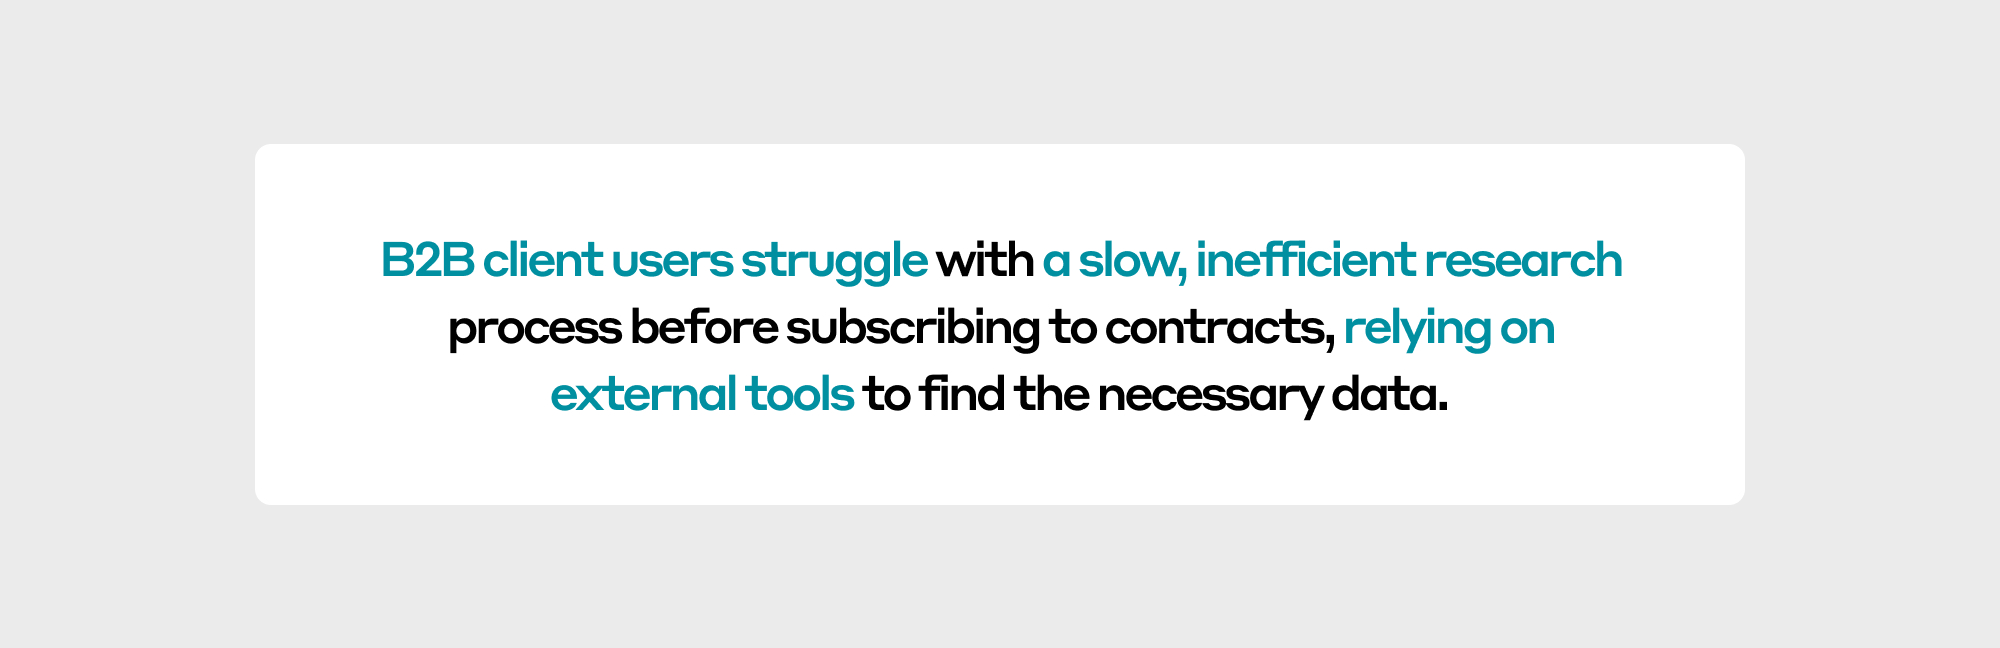 B2B client users struggle with a slow, inefficient research
process before subscribing to contracts, relying on
external tools to find the necessary data.